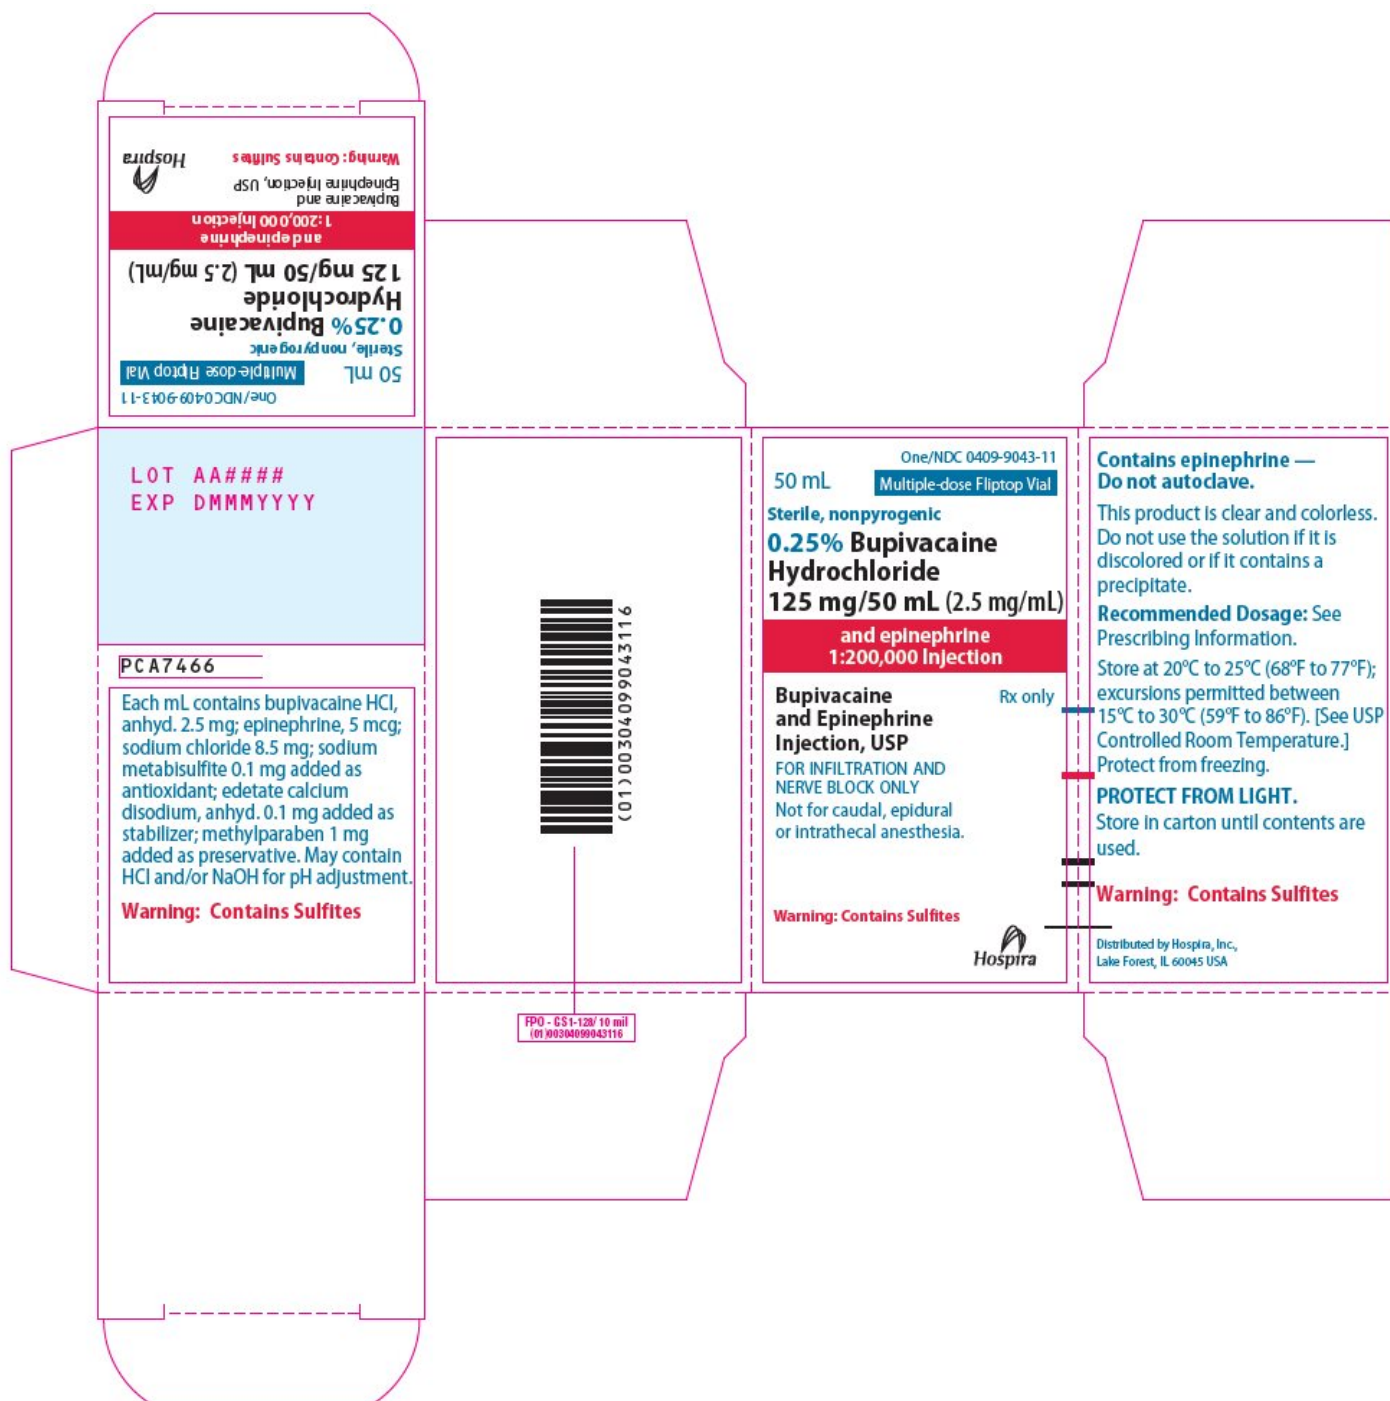 Hospira
Warning: Contains Sulfites
Bupivacaine and
Epinephrine Injection, USP
and epinephrine
1:200,000 Injection
125 mg/50 mL (2.5 mg/mL)
Hydrochloride
0.25% Bupivacaine
Sterile, nonpyrogenic
50 mL
Multiple-dose Fliptop Vial
One/NDC 0409-9043-11
LOT AA####
EXP DMMMYYYY
PCA7466
Each mL contains bupivacaine HCl,
anhyd. 2.5 mg; epinephrine, 5 mcg;
sodium chloride 8.5 mg; sodium
metabisulfite 0.1 mg added as
antioxidant; edetate calcium
disodium, anhyd. 0.1 mg added as
stabilizer; methylparaben 1 mg
added as preservative. May contain
HCl and/or NaOH for pH adjustment.
Warning: Contains Sulfites
(01)00304099043116
FPO - GS1-128/ 10 mil
(01)00304099043116
One/NDC 0409-9043-11
50 mL
Multiple-dose Fliptop Vial
Sterile, nonpyrogenic
0.25% Bupivacaine
Hydrochloride
125 mg/50 mL (2.5 mg/mL)
and epinephrine
1:200,000 Injection
Bupivacaine
and Epinephrine
Injection, USP
Rx only
FOR INFILTRATION AND
NERVE BLOCK ONLY
Not for caudal, epidural
or intrathecal anesthesia.
Warning: Contains Sulfites
Hospira
Contains epinephrine —
Do not autoclave.
This product is clear and colorless.
Do not use the solution if it is
discolored or if it contains a
precipitate.
Recommended Dosage: See
Prescribing Information.
Store at 20°C to 25°C (68°F to 77°F);
excursions permitted between
15°C to 30°C (59°F to 86°F). [See USP
Controlled Room Temperature.]
Protect from freezing.
PROTECT FROM LIGHT.
Store in carton until contents are
used.
Warning: Contains Sulfites
Distributed by Hospira, Inc.,
Lake Forest, IL 60045 USA